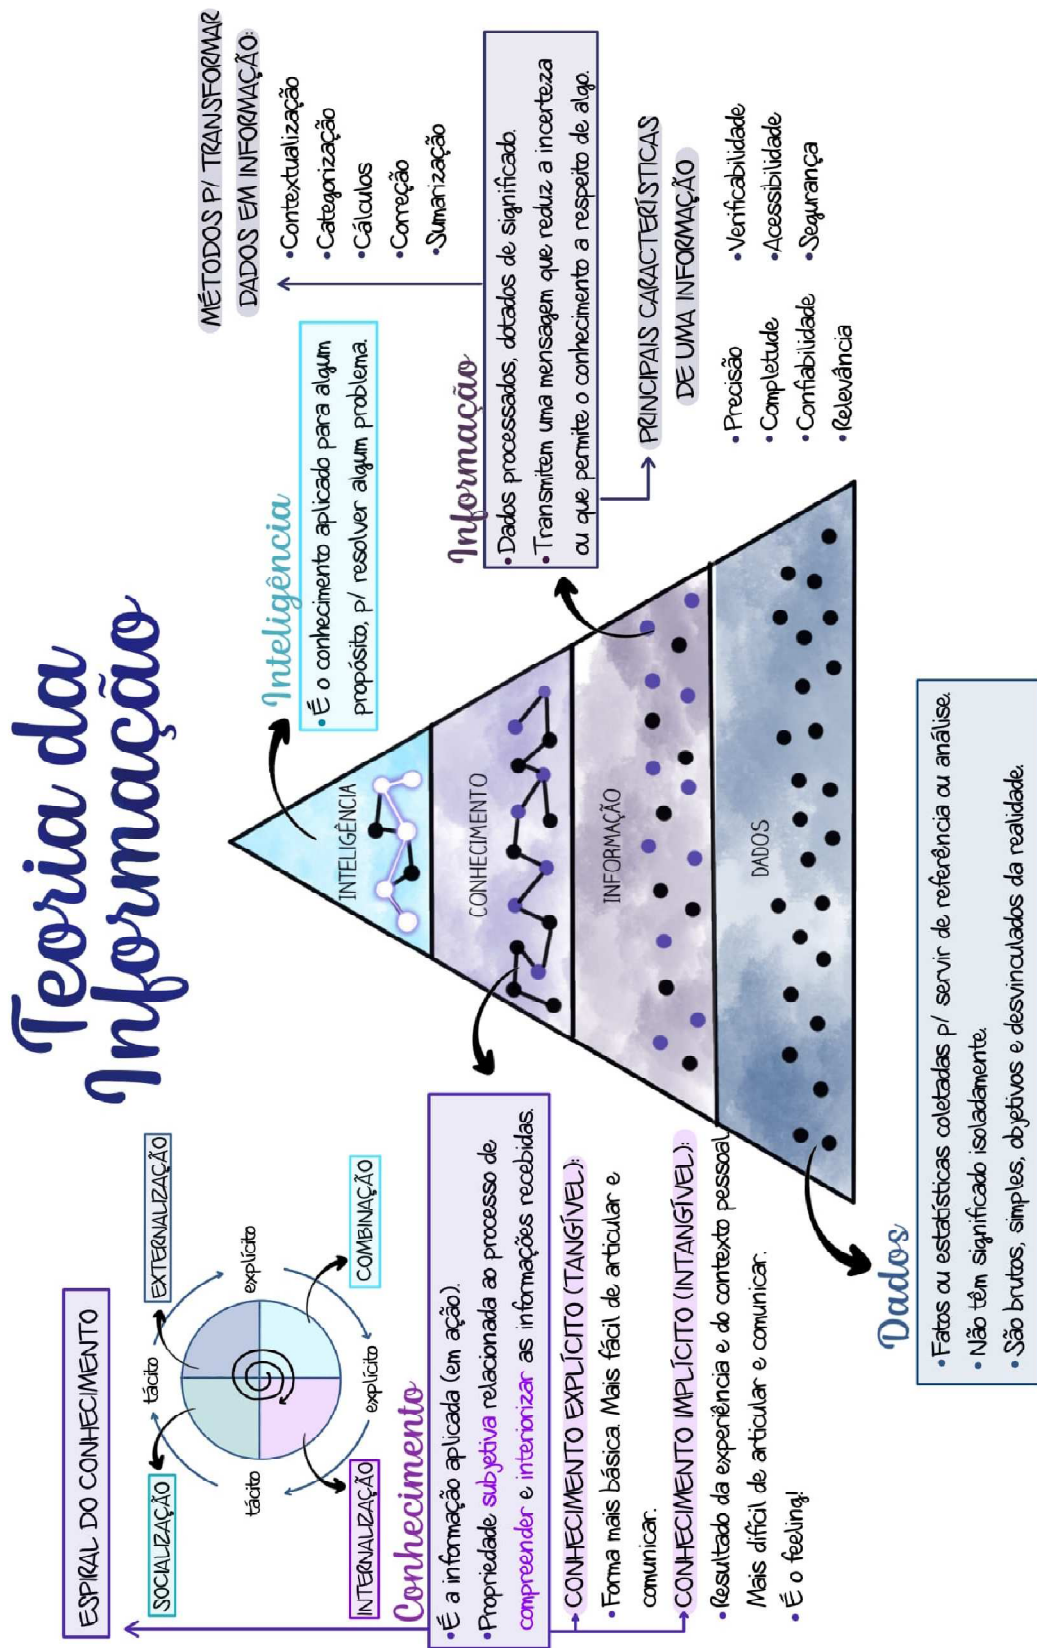 Teoria da
Informação
ESPIRAL DO CONHECIMENTO
SOCIALIZAÇÃO
EXTERNALIZAÇÃO
tácito
tácito
explícito
explícito
INTERNALIZAÇÃO
COMBINAÇÃO
Conhecimento
• É a informação aplicada (em ação).
• Propriedade subjetiva relacionada ao processo de
compreender e interiorizar as informações recebidas.
CONHECIMENTO EXPLÍCITO (TANGÍVEL):
• Forma mais básica. Mais fácil de articular e
comunicar.
CONHECIMENTO IMPLÍCITO (INTANGÍVEL):
• Resultado da experiência e do contexto pessoal
Mais difícil de articular e comunicar.
• É o feeling!
INTELIGÊNCIA
CONHECIMENTO
INFORMAÇÃO
DADOS
Inteligência
• É o conhecimento aplicado para algum
propósito, p/ resolver algum problema.
MÉTODOS P/ TRANSFORMAR
DADOS EM INFORMAÇÃO:
• Contextualização
• Categorização
• Cálculos
• Correção
• Sumarização
Informação
• Dados processados, dotados de significado.
• Transmitem uma mensagem que reduz a incerteza
ou que permite o conhecimento a respeito de algo.
PRINCIPAIS CARACTERÍSTICAS
DE UMA INFORMAÇÃO
• Precisão
• Completude
• Confiabilidade
• Relevância
• Verificabilidade
• Acessibilidade
• Segurança
Dados
• Fatos ou estatísticas coletadas p/ servir de referência ou análise.
• Não têm significado isoladamente.
• São brutos, simples, objetivos e desvinculados da realidade.